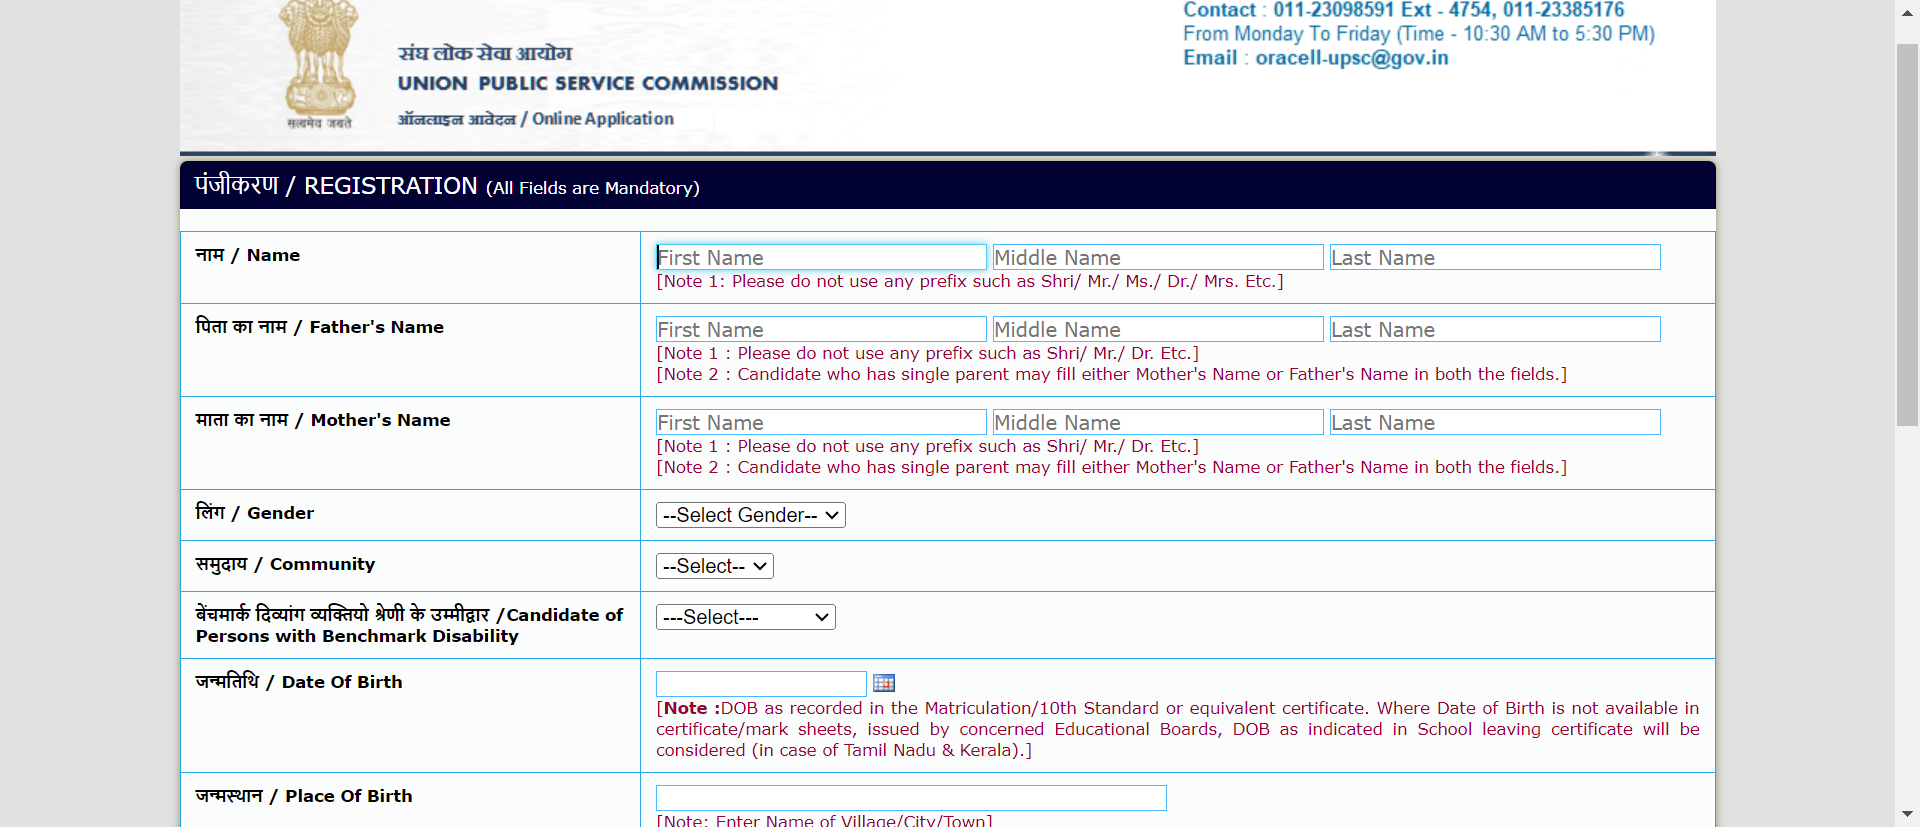 Contact : 011-23098591 Ext - 4754, 011-23385176
From Monday To Friday (Time - 10:30 AM to 5:30 PM)
Email : oracell-upsc@gov.in
सत्यमेव जयते
संघ लोक सेवा आयोग
UNION PUBLIC SERVICE COMMISSION
ऑनलाइन आवेदन / Online Application
पंजीकरण / REGISTRATION (All Fields are Mandatory)
नाम / Name
First Name Middle Name Last Name
[Note 1: Please do not use any prefix such as Shri/ Mr./ Ms./ Dr./ Mrs. Etc.]
पिता का नाम / Father's Name
First Name Middle Name Last Name
[Note 1 : Please do not use any prefix such as Shri/ Mr./ Dr. Etc.]
[Note 2 : Candidate who has single parent may fill either Mother's Name or Father's Name in both the fields.]
माता का नाम / Mother's Name
First Name Middle Name Last Name
[Note 1 : Please do not use any prefix such as Shri/ Mr./ Dr. Etc.]
[Note 2 : Candidate who has single parent may fill either Mother's Name or Father's Name in both the fields.]
लिंग / Gender
--Select Gender--
समुदाय / Community
--Select--
बेंचमार्क दिव्यांग व्यक्तियो श्रेणी के उम्मीद्वार /Candidate of
Persons with Benchmark Disability
---Select---
जन्मतिथि / Date Of Birth
[Note :DOB as recorded in the Matriculation/10th Standard or equivalent certificate. Where Date of Birth is not available in
certificate/mark sheets, issued by concerned Educational Boards, DOB as indicated in School leaving certificate will be
considered (in case of Tamil Nadu & Kerala).]
जन्मस्थान / Place Of Birth
[Note: Enter Name of Village/City/Town]